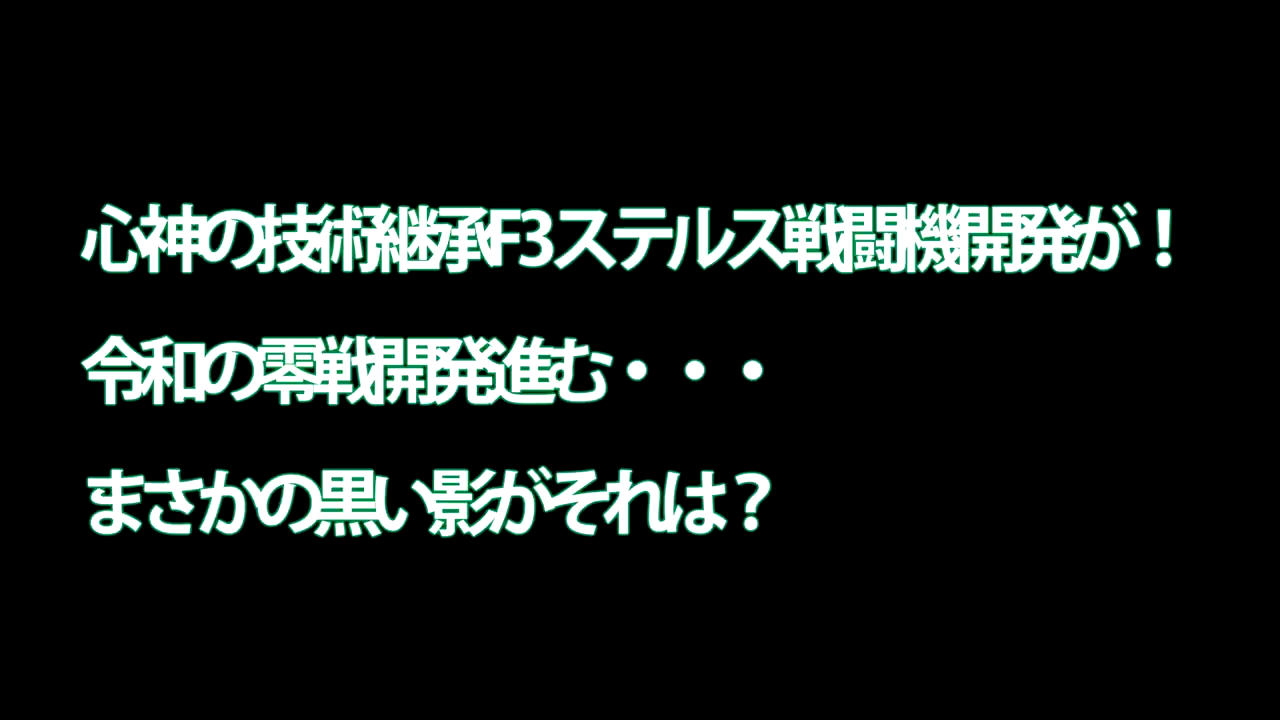 心神の技術継承F3ステルス戦闘機開発が！
令和の零戦開発進む・・・
まさかの黒い影がそれは？